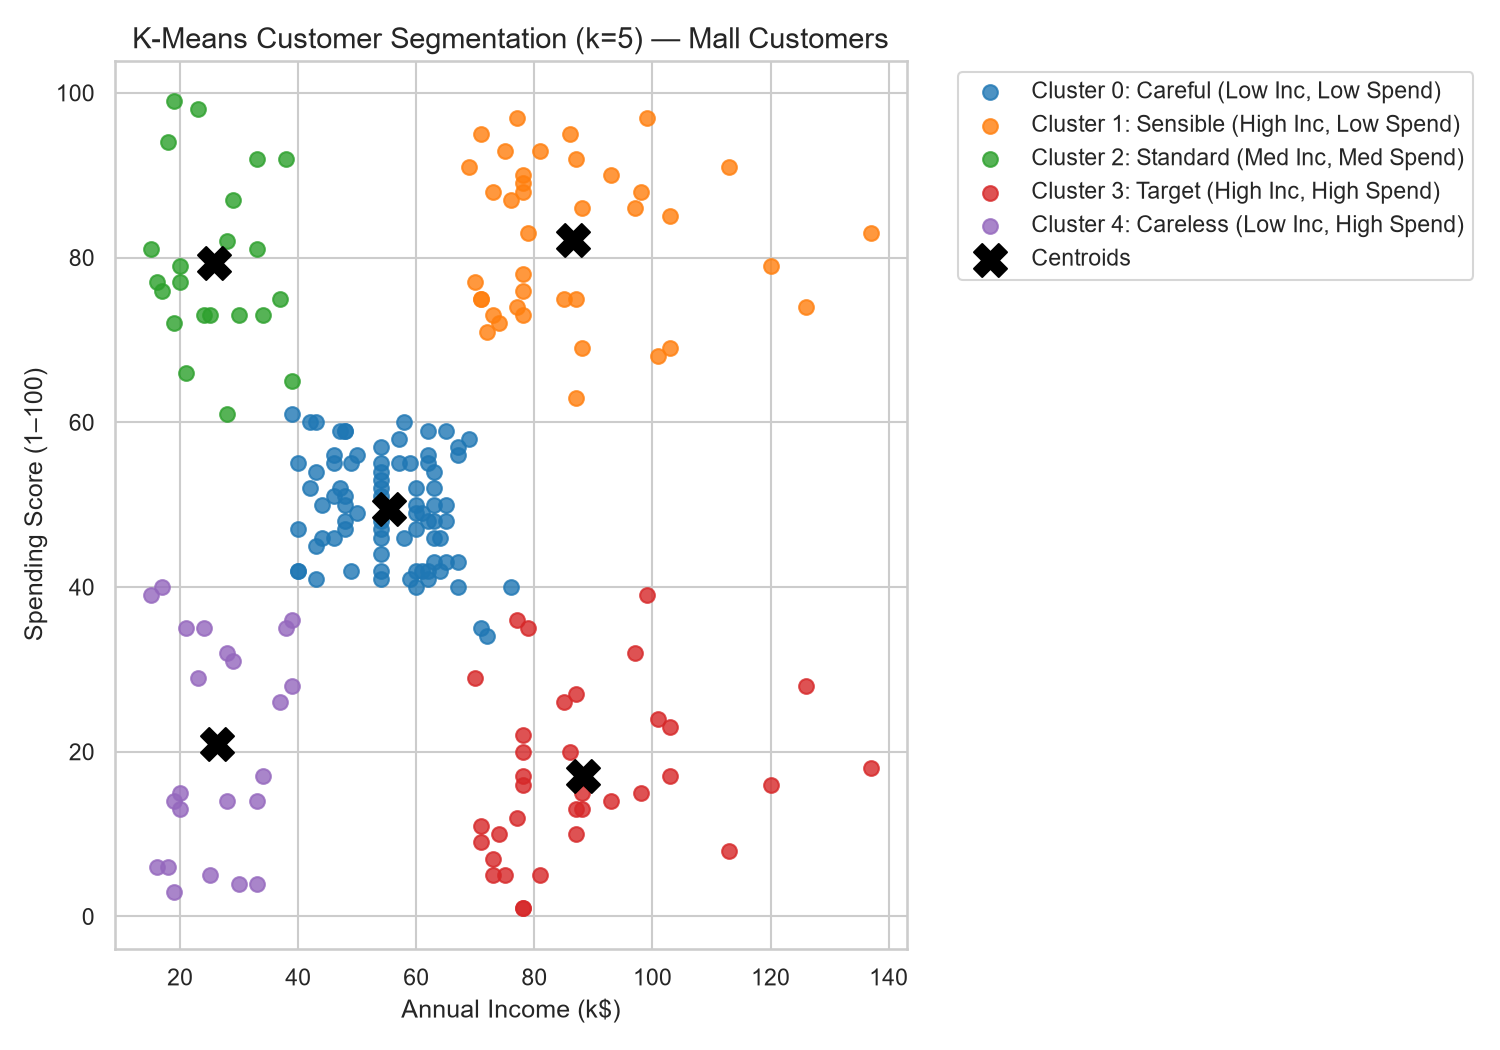 K-Means Customer Segmentation (k=5) — Mall Customers
Cluster 0: Careful (Low Inc, Low Spend)
Cluster 1: Sensible (High Inc, Low Spend)
Cluster 2: Standard (Med Inc, Med Spend)
Cluster 3: Target (High Inc, High Spend)
Cluster 4: Careless (Low Inc, High Spend)
Centroids
Spending Score (1–100)
100
80
60
40
20
0
20 40 60 80 100 120 140
Annual Income (k$)